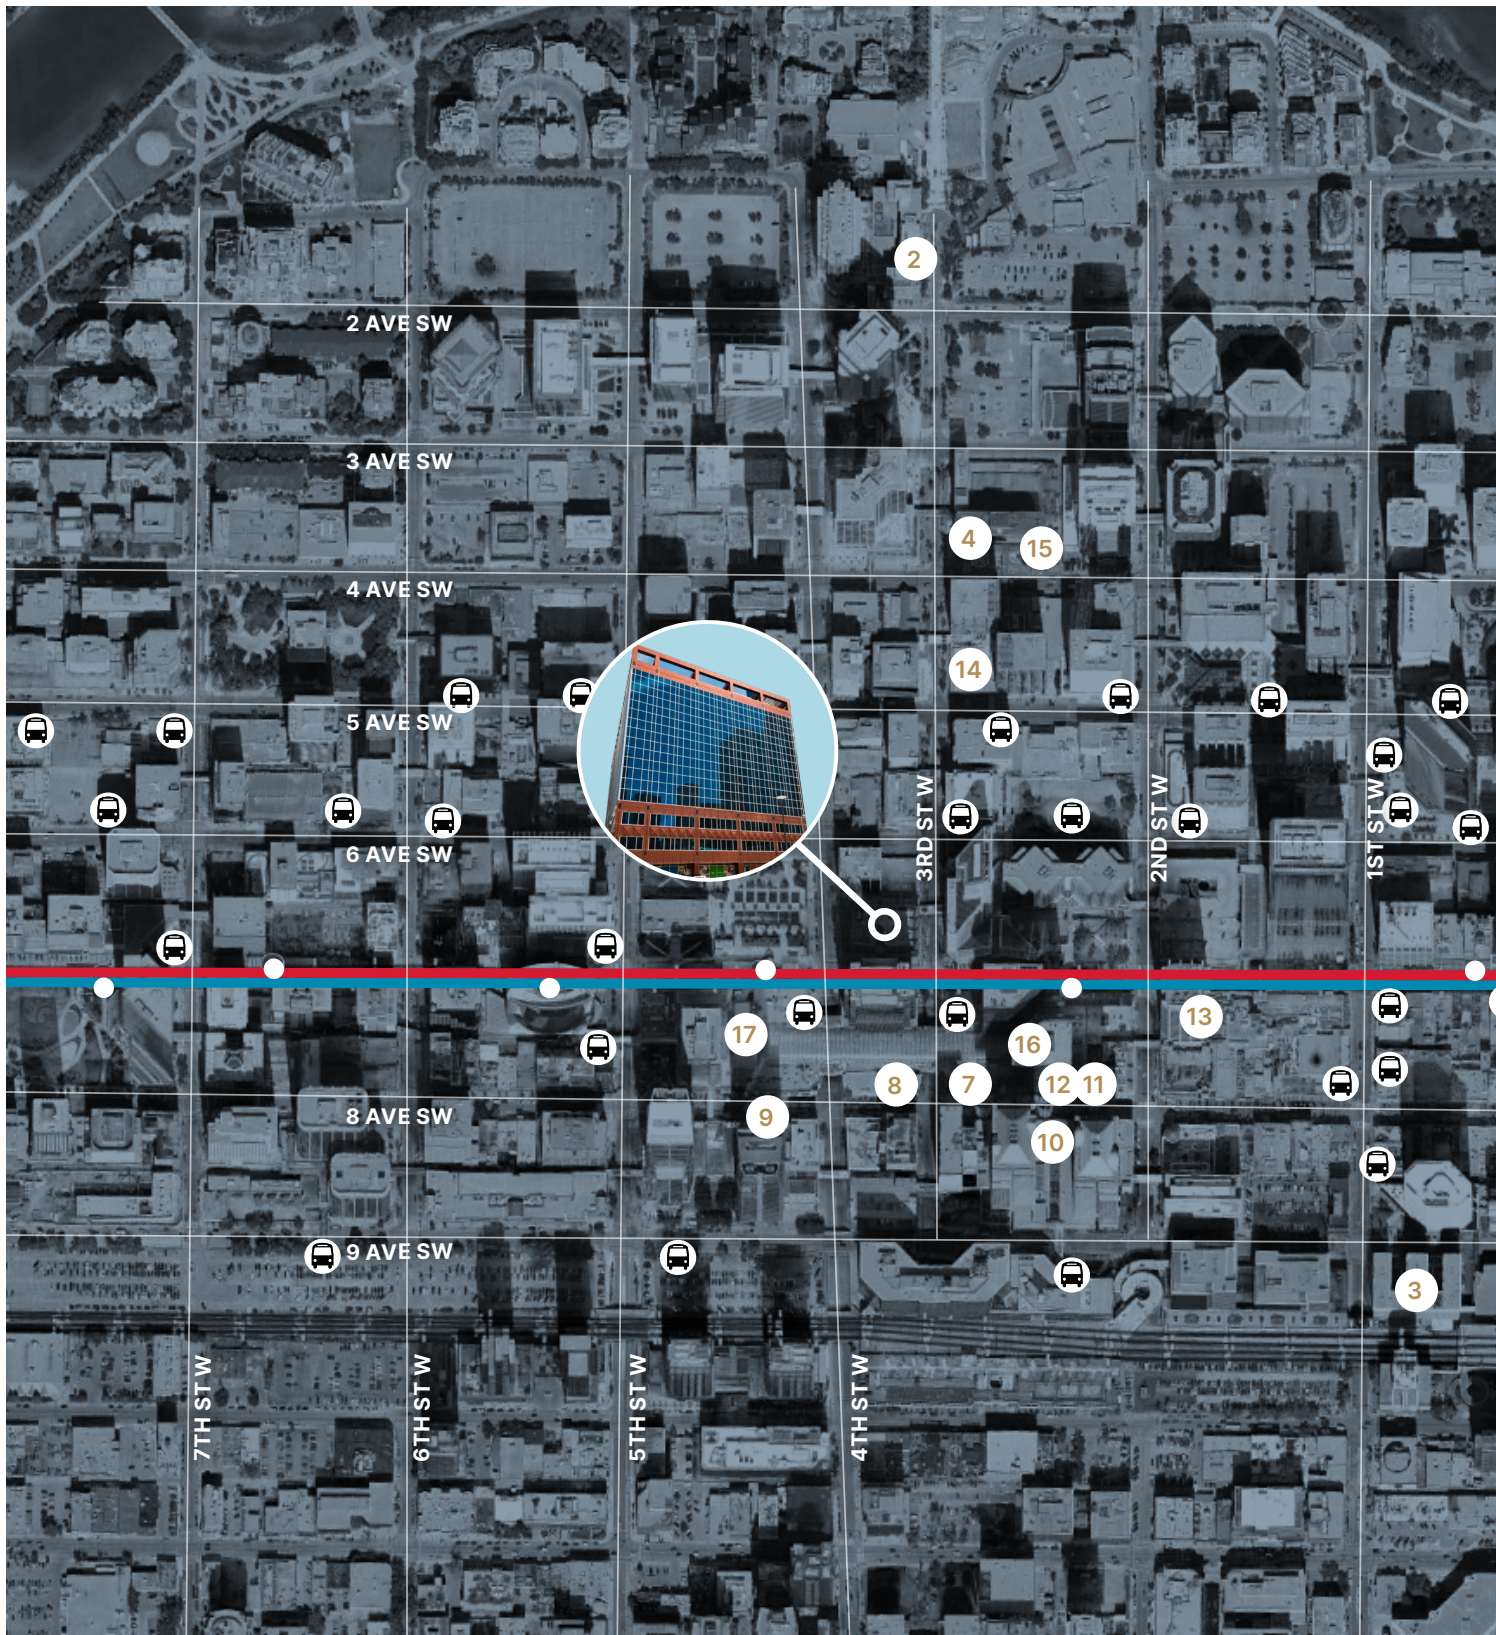 2
2 AVE SW
3 AVE SW
4
15
4 AVE SW
14
5 AVE SW
3RD ST W
2ND ST W
1ST ST W
6 AVE SW
13
17
16
8
7
12
11
8 AVE SW
9
10
9 AVE SW
3
7TH ST W
6TH ST W
5TH ST W
4TH ST W